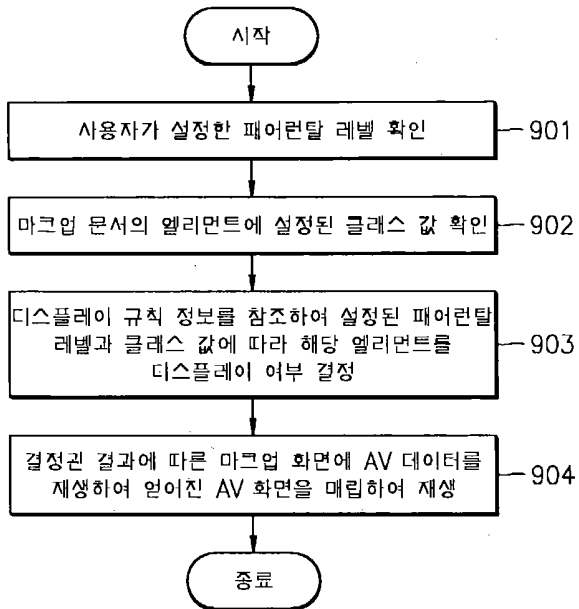 시작
사용자가 설정한 패어런탈 레벨 확인
901
마크업 문서의 엘리먼트에 설정된 클래스 값 확인
902
디스플레이 규칙 정보를 참조하여 설정된 패어런탈
레벨과 클래스 값에 따라 해당 엘리먼트를
디스플레이 여부 결정
903
결정된 결과에 따른 마크업 화면에 AV 데이터를
재생하여 얻어진 AV 화면을 매립하여 재생
904
종료